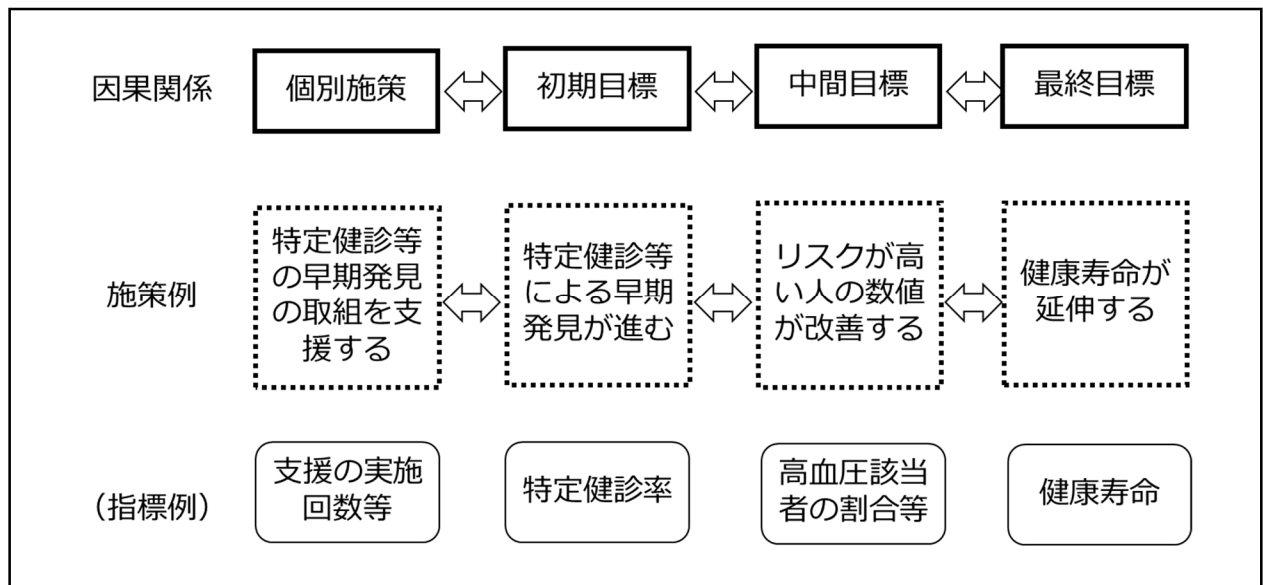 因果関係
個別施策
初期目標
中間目標
最終目標
施策例
特定健診等
の早期発見
の取組を支
援する
特定健診等
による早期
発見が進む
リスクが高
い人の数値
が改善する
健康寿命が
延伸する
（指標例）
支援の実施
回数等
特定健診率
高血圧該当
者の割合等
健康寿命